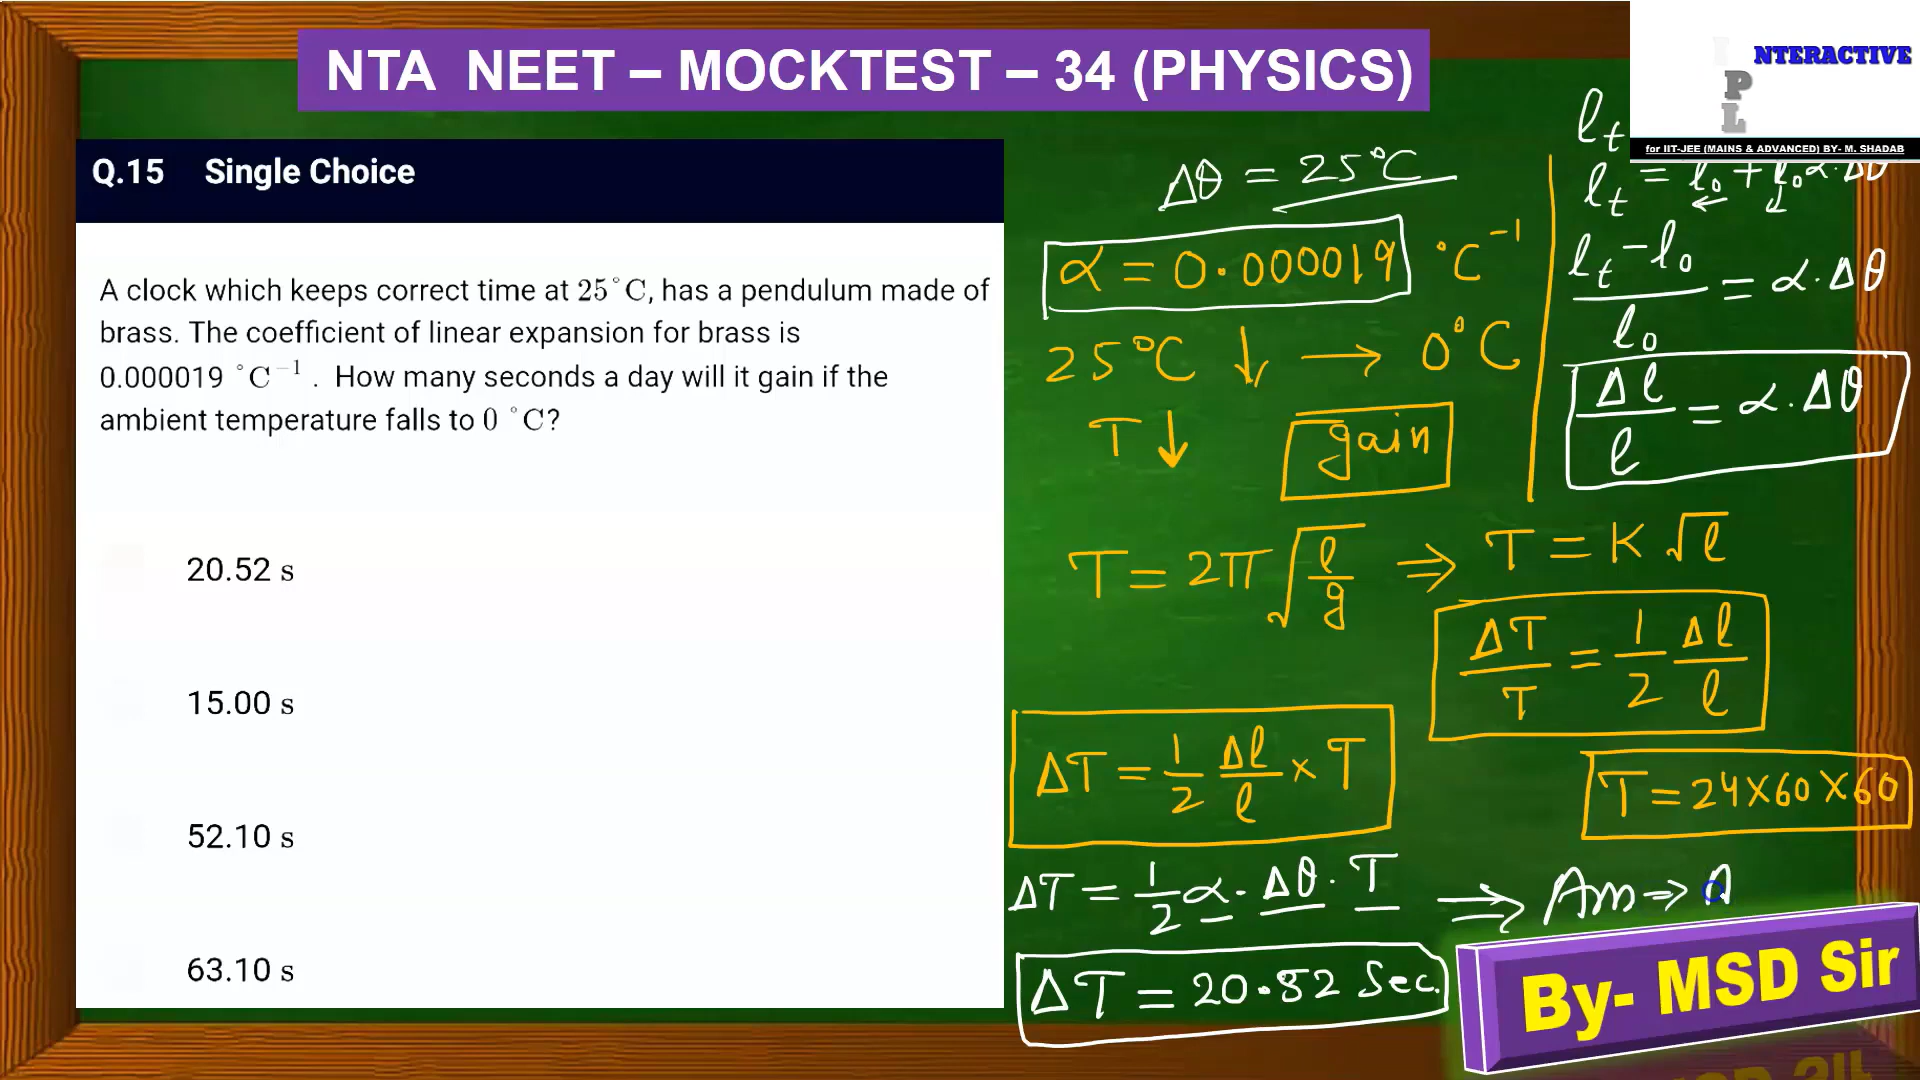 NTA NEET – MOCKTEST – 34 (PHYSICS)
INTERACTIVE
P
L
for IIT-JEE (MAINS & ADVANCED) BY- M. SHADAB
Q.15 Single Choice
A clock which keeps correct time at 25°C, has a pendulum made of
brass. The coefficient of linear expansion for brass is
0.000019 °C⁻¹ . How many seconds a day will it gain if the
ambient temperature falls to 0 °C?
20.52 s
15.00 s
52.10 s
63.10 s
Δθ = 25°C
α = 0.000019 °C⁻¹
25°C ↓ → 0°C
T ↓ gain
T = 2π √(l/g) ⇒ T = K √l
ΔT/T = 1/2 Δl/l
ΔT = 1/2 Δl/l × T
T = 24×60×60
ΔT = 1/2 α · Δθ · T ⇒ Ans ⇒ A
ΔT = 20.52 Sec.
lt
lt = l₀ + l₀ α·Δθ
lt − l₀ / l₀ = α·Δθ
Δl/l = α·Δθ
By- MSD Sir